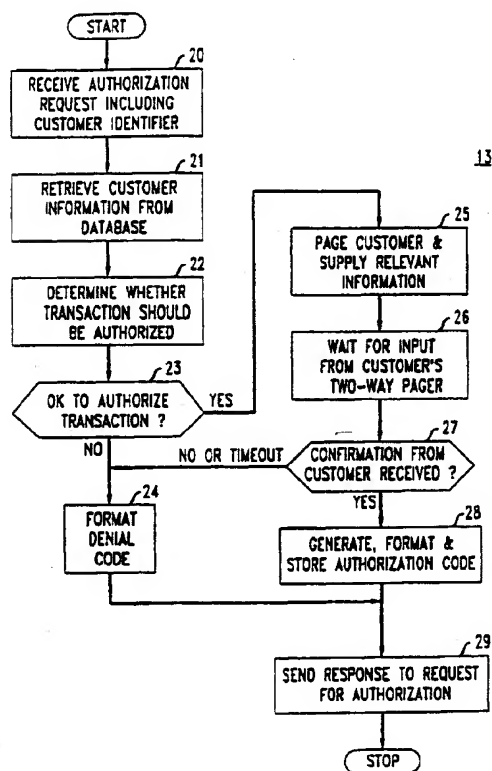 START
20
RECEIVE AUTHORIZATION
REQUEST INCLUDING
CUSTOMER IDENTIFIER
21
RETRIEVE CUSTOMER
INFORMATION FROM
DATABASE
22
DETERMINE WHETHER
TRANSACTION SHOULD
BE AUTHORIZED
23
OK TO AUTHORIZE
TRANSACTION ?
YES
NO
24
FORMAT
DENIAL
CODE
13
25
PAGE CUSTOMER &
SUPPLY RELEVANT
INFORMATION
26
WAIT FOR INPUT
FROM CUSTOMER'S
TWO-WAY PAGER
27
CONFIRMATION FROM
CUSTOMER RECEIVED ?
NO OR TIMEOUT
YES
28
GENERATE, FORMAT &
STORE AUTHORIZATION CODE
29
SEND RESPONSE TO REQUEST
FOR AUTHORIZATION
STOP